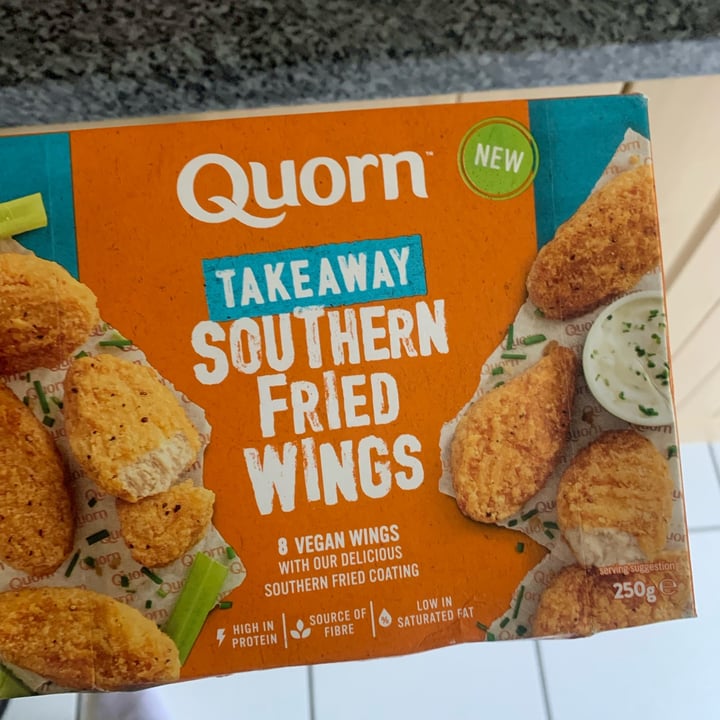 Quorn™
NEW
TAKEAWAY
SOUTHERN
FRIED
WINGS
8 VEGAN WINGS
WITH OUR DELICIOUS
SOUTHERN FRIED COATING
HIGH IN
PROTEIN
SOURCE OF
FIBRE
LOW IN
SATURATED FAT
serving suggestion
250g e